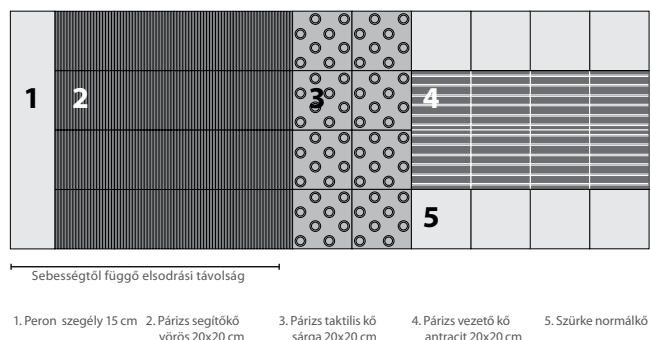 1
2
3
4
5
Sebességtől függő elsodrási távolság
1. Peron szegély 15 cm
2. Párizs segítőkő
vörös 20x20 cm
3. Párizs taktilis kő
sárga 20x20 cm
4. Párizs vezető kő
antracit 20x20 cm
5. Szürke normálkő